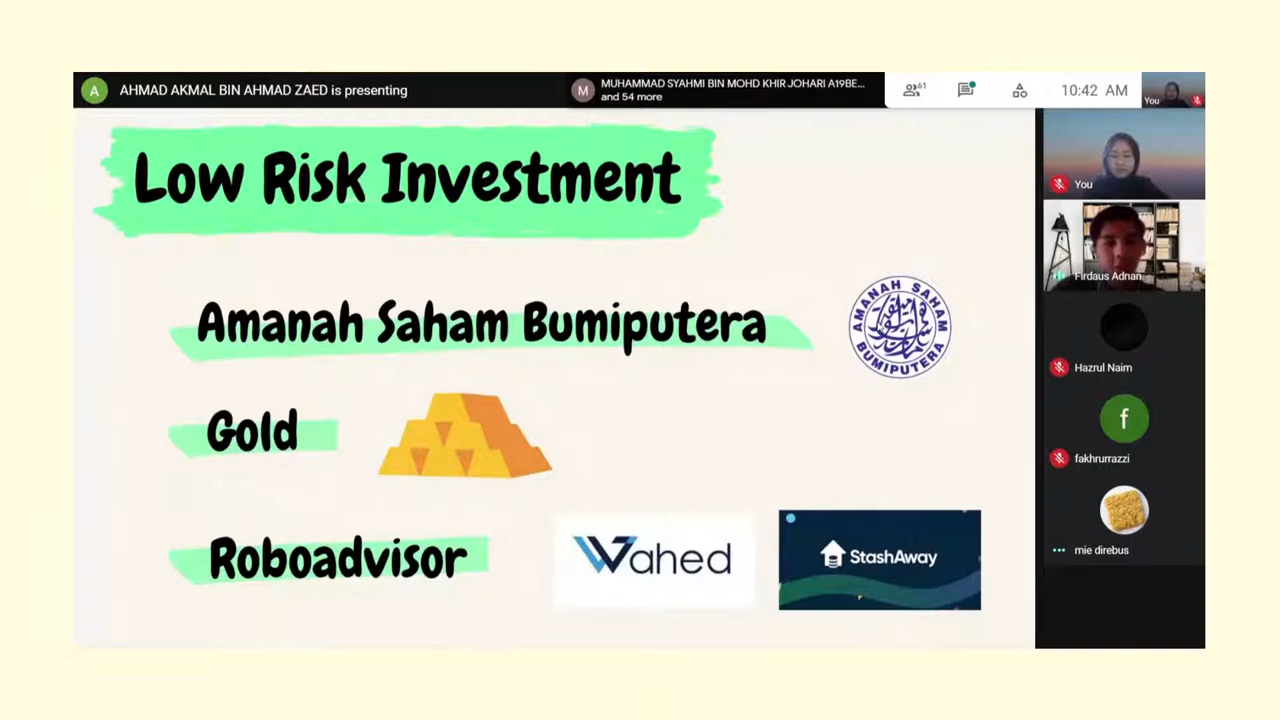 A AHMAD AKMAL BIN AHMAD ZAED is presenting
M MUHAMMAD SYAHMI BIN MOHD KHIR JOHARI A19BE...
and 54 more
61
10:42 AM
You
Low Risk Investment
You
Firdaus Adnan
Amanah Saham Bumiputera
AMANAH SAHAM
BUMIPUTERA
Hazrul Naim
Gold
f
fakhrurrazzi
Roboadvisor
Wahed
StashAway
mie direbus